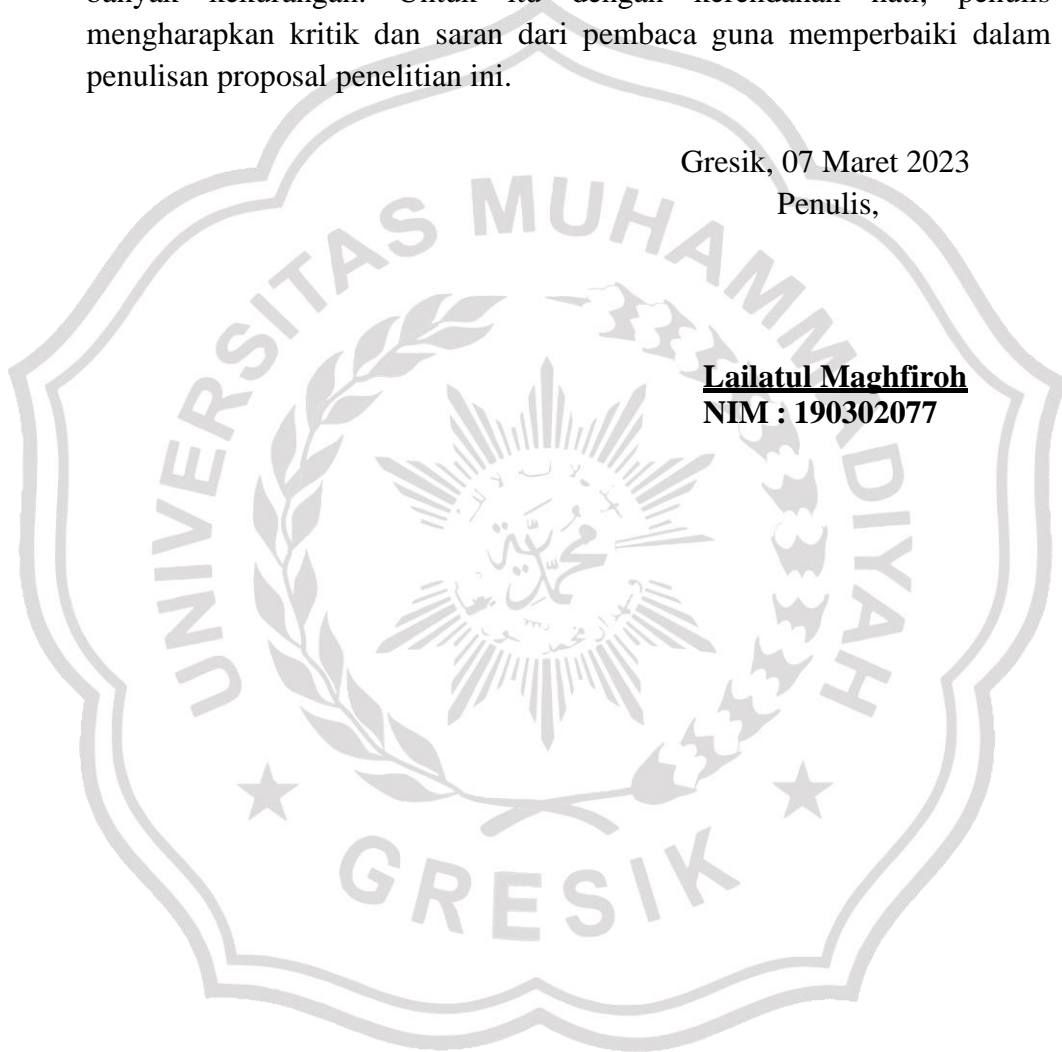 mengharapkan kritik dan saran dari pembaca guna memperbaiki dalam
penulisan proposal penelitian ini.
Gresik, 07 Maret 2023
Penulis,
Lailatul Maghfiroh
NIM : 190302077
UNIVERSITAS MUHAMMADIYAH
محمدية
GRESIK